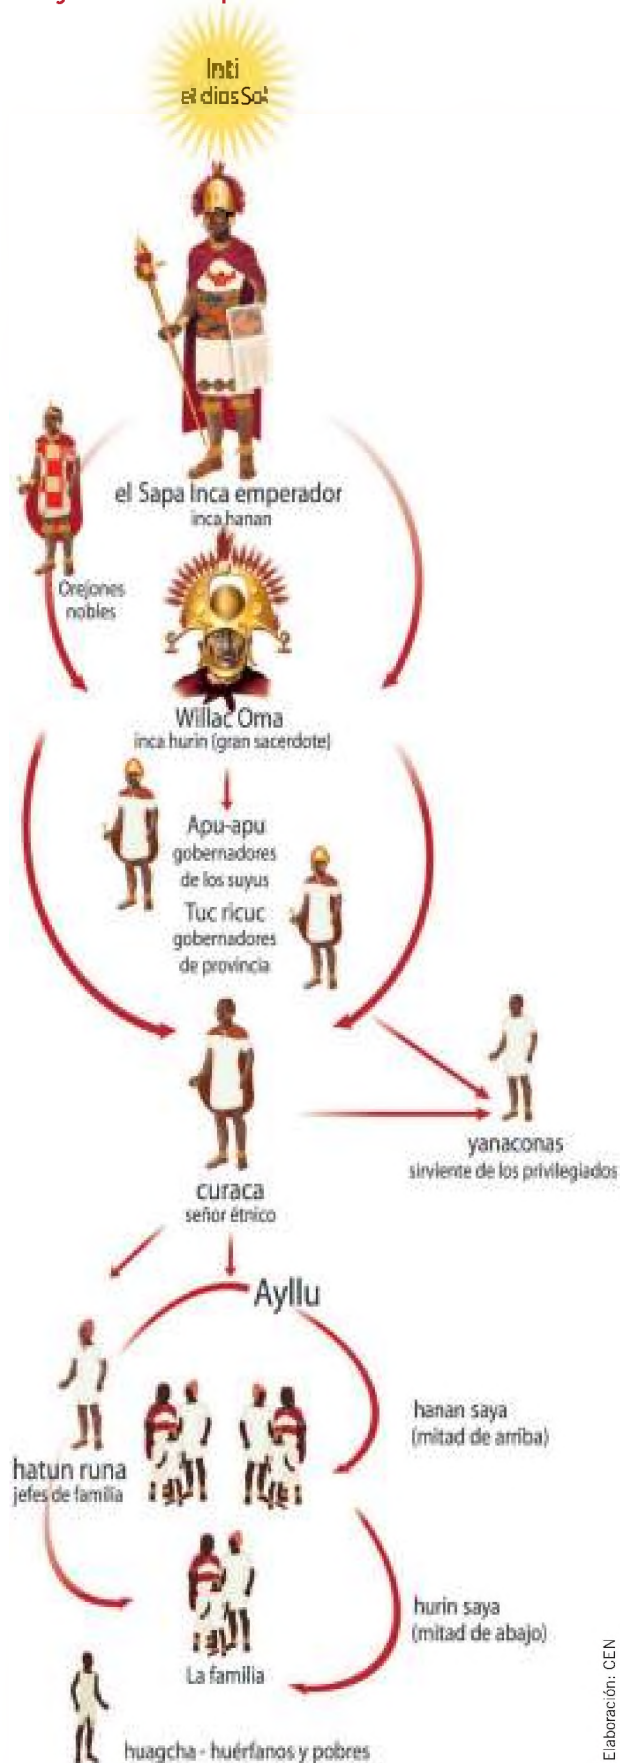 Inti
el dios Sol
el Sapa Inca emperador
inca hanan
Orejones
nobles
Willac Oma
inca hurin (gran sacerdote)
Apu-apu
gobernadores
de los suyus
Tuc ricuc
gobernadores
de provincia
yanaconas
sirviente de los privilegiados
curaca
señor étnico
Ayllu
hanan saya
(mitad de arriba)
hatun runa
jefes de familia
hurin saya
(mitad de abajo)
La familia
huagcha - huérfanos y pobres
Elaboración: CEN